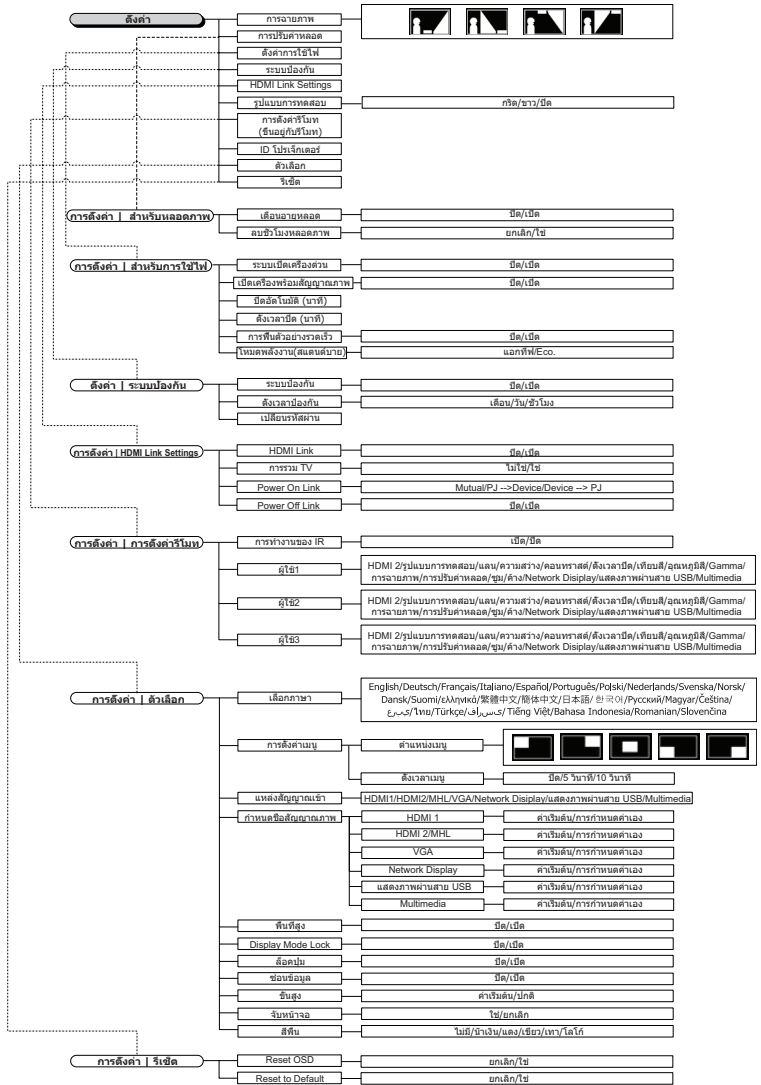 ตั้งค่า
การฉายภาพ
การปรับค่าหลอด
ตั้งค่าการใช้ไฟ
ระบบป้องกัน
HDMI Link Settings
รูปแบบการทดสอบ
กริด/ขาว/ปิด
การตั้งค่ารีโมท
(ขึ้นอยู่กับรีโมท)
ID โปรเจ็กเตอร์
ตัวเลือก
รีเซ็ต
การตั้งค่า | สำหรับหลอดภาพ
เตือนอายุหลอด
ปิด/เปิด
ลบชั่วโมงหลอดภาพ
ยกเลิก/ใช่
การตั้งค่า | สำหรับการใช้ไฟ
ระบบเปิดเครื่องด่วน
ปิด/เปิด
เปิดเครื่องพร้อมสัญญาณภาพ
ปิด/เปิด
ปิดอัตโนมัติ (นาที)
ตั้งเวลาปิด (นาที)
การฟื้นตัวอย่างรวดเร็ว
ปิด/เปิด
โหมดพลังงาน(สแตนด์บาย)
แอกทีฟ/Eco.
ตั้งค่า | ระบบป้องกัน
ระบบป้องกัน
ปิด/เปิด
ตั้งเวลาป้องกัน
เดือน/วัน/ชั่วโมง
เปลี่ยนรหัสผ่าน
การตั้งค่า | HDMI Link Settings
HDMI Link
ปิด/เปิด
การรวม TV
ไม่ใช่/ใช่
Power On Link
Mutual/PJ -->Device/Device --> PJ
Power Off Link
ปิด/เปิด
การตั้งค่า | การตั้งค่ารีโมท
การทำงานของ IR
เปิด/ปิด
ผู้ใช้1
HDMI 2/รูปแบบการทดสอบ/แลน/ความสว่าง/คอนทราสต์/ตั้งเวลาปิด/เทียบสี/อุณหภูมิสี/Gamma/
การฉายภาพ/การปรับค่าหลอด/ซูม/ค้าง/Network Disiplay/แสดงภาพผ่านสาย USB/Multimedia
ผู้ใช้2
HDMI 2/รูปแบบการทดสอบ/แลน/ความสว่าง/คอนทราสต์/ตั้งเวลาปิด/เทียบสี/อุณหภูมิสี/Gamma/
การฉายภาพ/การปรับค่าหลอด/ซูม/ค้าง/Network Disiplay/แสดงภาพผ่านสาย USB/Multimedia
ผู้ใช้3
HDMI 2/รูปแบบการทดสอบ/แลน/ความสว่าง/คอนทราสต์/ตั้งเวลาปิด/เทียบสี/อุณหภูมิสี/Gamma/
การฉายภาพ/การปรับค่าหลอด/ซูม/ค้าง/Network Disiplay/แสดงภาพผ่านสาย USB/Multimedia
การตั้งค่า | ตัวเลือก
เลือกภาษา
English/Deutsch/Français/Italiano/Español/Português/Polski/Nederlands/Svenska/Norsk/
Dansk/Suomi/ελληνικά/繁體中文/簡体中文/日本語/한국어/Русский/Magyar/Čeština/
ﻲﺑﺮﻋ/ไทย/Türkçe/ﯽﺳﺭﺎﻓ/Tiếng Việt/Bahasa Indonesia/Romanian/Slovenčina
การตั้งค่าเมนู
ตำแหน่งเมนู
ตั้งเวลาเมนู
ปิด/5 วินาที/10 วินาที
แหล่งสัญญาณเข้า
HDMI1/HDMI2/MHL/VGA/Network Disiplay/แสดงภาพผ่านสาย USB/Multimedia
กำหนดชื่อสัญญาณภาพ
HDMI 1
ค่าเริ่มต้น/การกำหนดค่าเอง
HDMI 2/MHL
ค่าเริ่มต้น/การกำหนดค่าเอง
VGA
ค่าเริ่มต้น/การกำหนดค่าเอง
Network Display
ค่าเริ่มต้น/การกำหนดค่าเอง
แสดงภาพผ่านสาย USB
ค่าเริ่มต้น/การกำหนดค่าเอง
Multimedia
ค่าเริ่มต้น/การกำหนดค่าเอง
พื้นที่สูง
ปิด/เปิด
Display Mode Lock
ปิด/เปิด
ล็อคปุ่ม
ปิด/เปิด
ซ่อนข้อมูล
ปิด/เปิด
ขั้นสูง
ค่าเริ่มต้น/ปกติ
จับหน้าจอ
ใช่/ยกเลิก
สีพื้น
ไม่มี/น้ำเงิน/แดง/เขียว/เทา/โลโก้
การตั้งค่า | รีเซ็ต
Reset OSD
ยกเลิก/ใช่
Reset to Default
ยกเลิก/ใช่